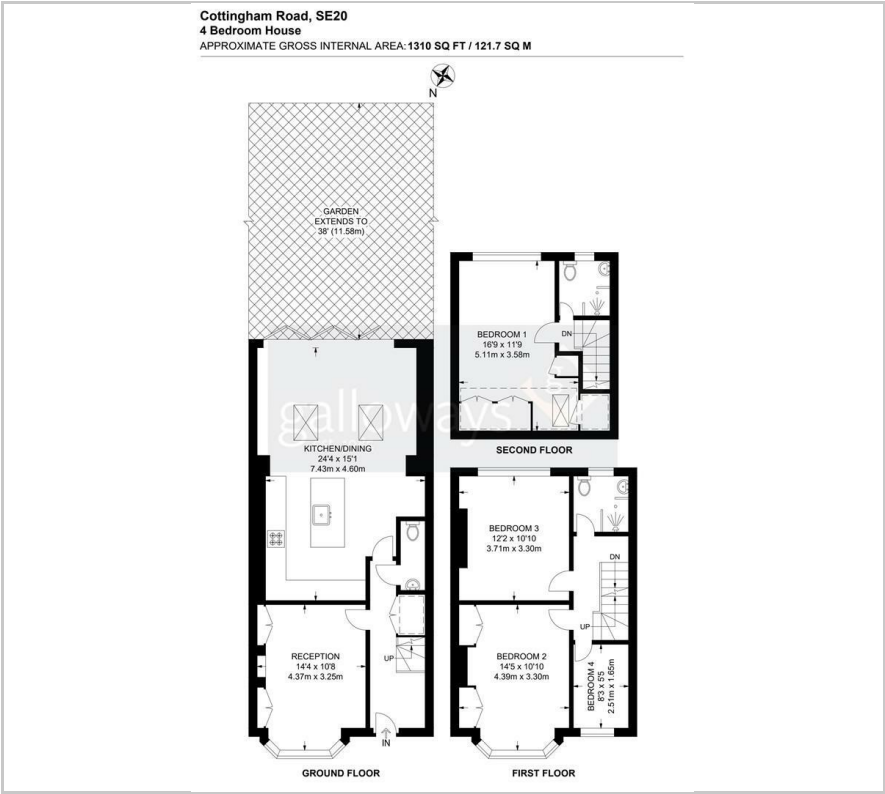 Cottingham Road, SE20
4 Bedroom House
APPROXIMATE GROSS INTERNAL AREA: 1310 SQ FT / 121.7 SQ M
N
GARDEN
EXTENDS TO
38' (11.58m)
KITCHEN/DINING
24'4 x 15'1
7.43m x 4.60m
RECEPTION
14'4 x 10'8
4.37m x 3.25m
UP
IN
GROUND FLOOR
BEDROOM 1
16'9 x 11'9
5.11m x 3.58m
DN
SECOND FLOOR
BEDROOM 3
12'2 x 10'10
3.71m x 3.30m
DN
UP
BEDROOM 2
14'5 x 10'10
4.39m x 3.30m
BEDROOM 4
8'3 x 5'5
2.51m x 1.65m
FIRST FLOOR
galloways